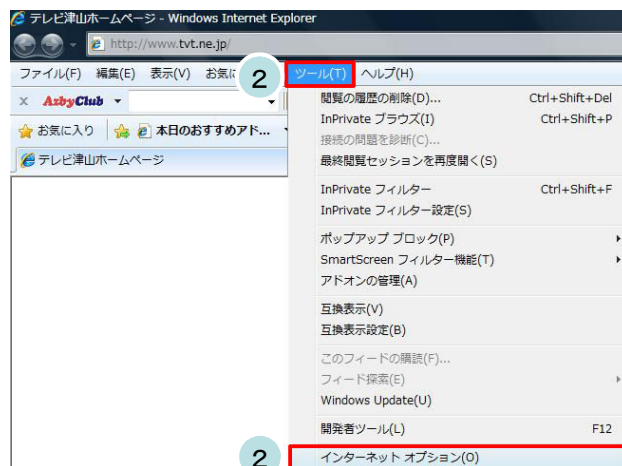 テレビ津山ホームページ - Windows Internet Explorer
http://www.tvt.ne.jp/
ファイル(F) 編集(E) 表示(V) お気に 2 ツール(T) ヘルプ(H)
x AzbyClub
お気に入り 本日のおすすめアド...
テレビ津山ホームページ
閲覧の履歴の削除(D)... Ctrl+Shift+Del
InPrivate ブラウズ(I) Ctrl+Shift+P
接続の問題を診断(C)...
最終閲覧セッションを再度開く(S)
InPrivate フィルター Ctrl+Shift+F
InPrivate フィルター設定(S)
ポップアップ ブロック(P)
SmartScreen フィルター機能(T)
アドオンの管理(A)
互換表示(V)
互換表示設定(B)
このフィードの購読(F)...
フィード探索(E)
Windows Update(U)
開発者ツール(L) F12
2 インターネット オプション(O)